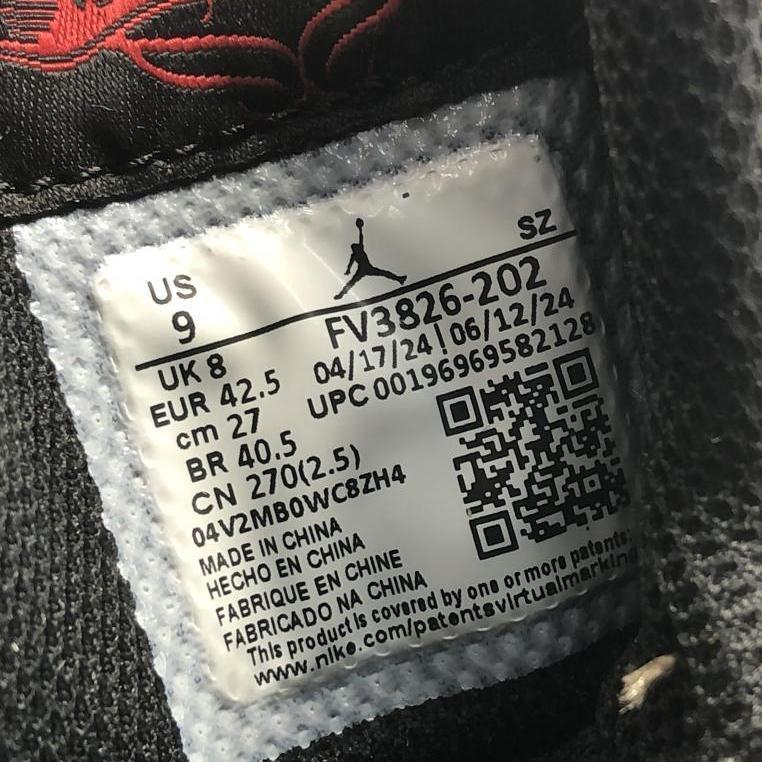 US
9
SZ
FV3826-202
04/17/24 | 06/12/24
UPC 00196969582128
UK 8
EUR 42.5
cm 27
BR 40.5
CN 270(2.5)
04V2MB0WC8ZH4
MADE IN CHINA
HECHO EN CHINA
FABRIQUE EN CHINE
FABRICADO NA CHINA
This product is covered by one or more patents:
www.nike.com/patentsvirtualmarking